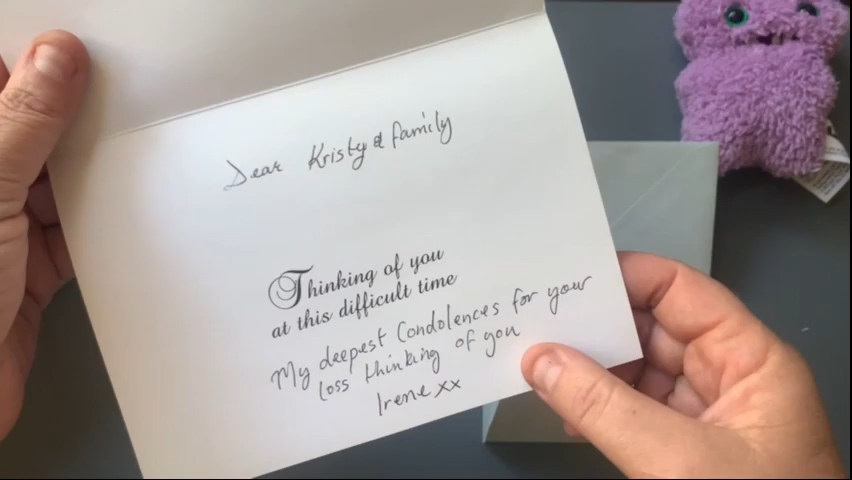 Dear Kristy & family
Thinking of you
at this difficult time
My deepest Condolences for your
loss thinking of you
Irene xx